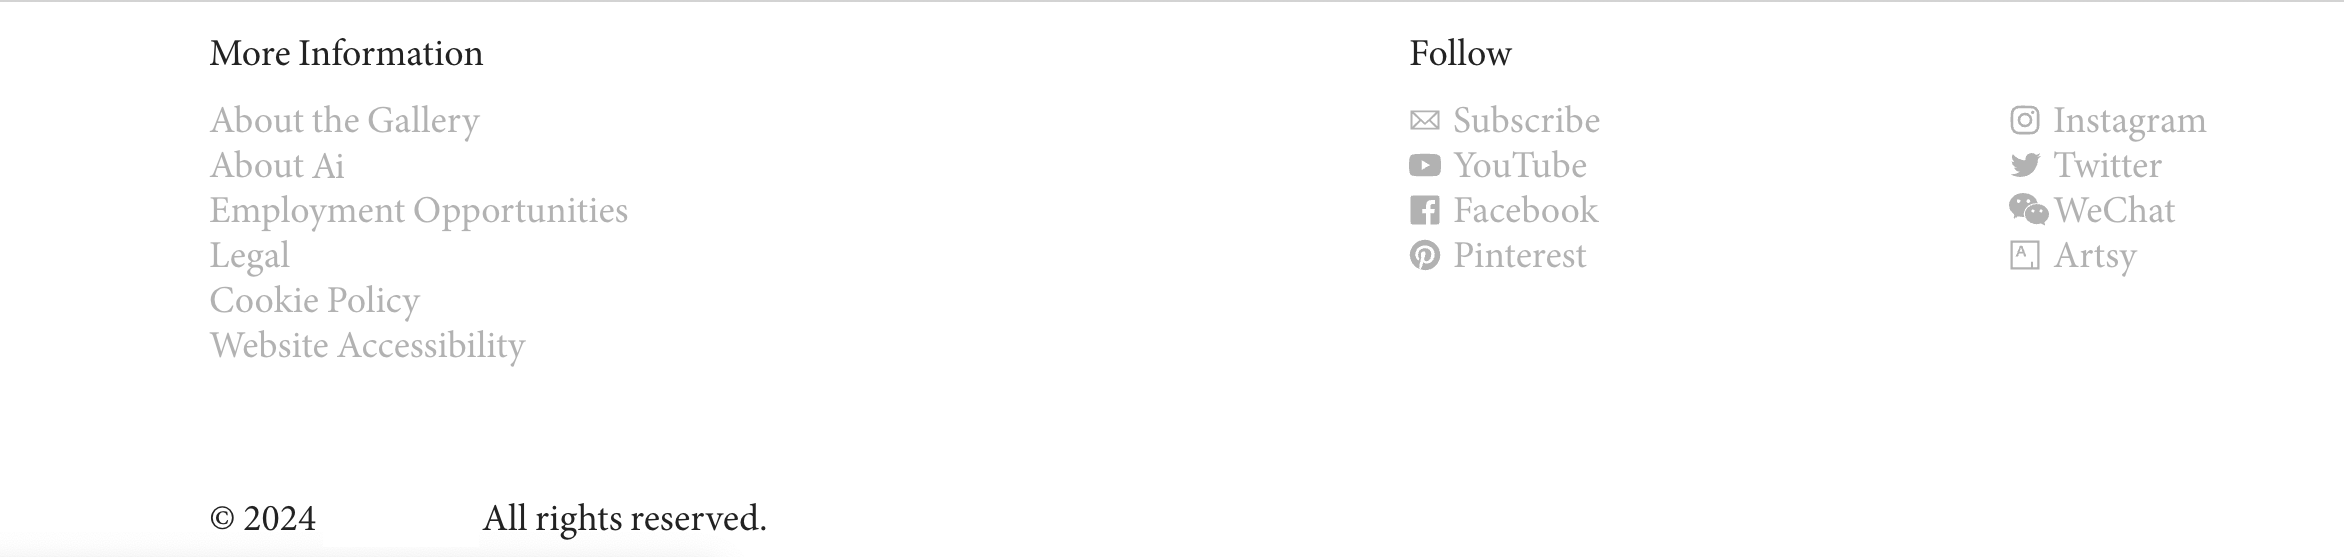 More Information
About the Gallery
About Ai
Employment Opportunities
Legal
Cookie Policy
Website Accessibility
Follow
Subscribe
YouTube
Facebook
Pinterest
Instagram
Twitter
WeChat
Artsy
© 2024 All rights reserved.